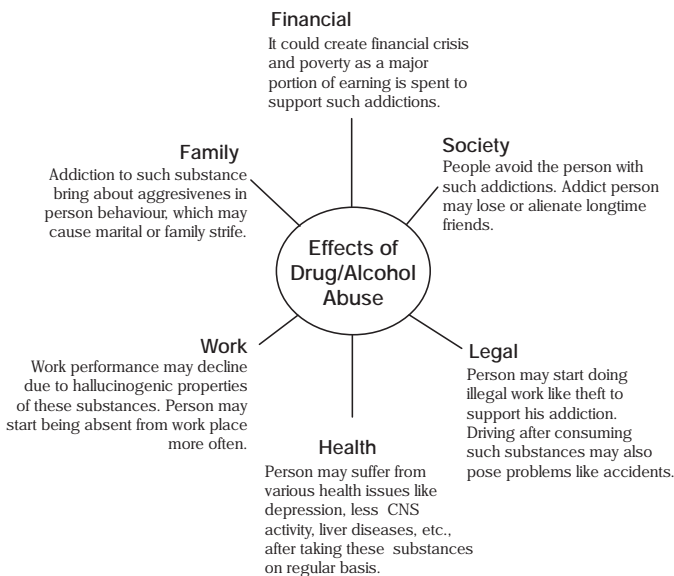 Financial
It could create financial crisis
and poverty as a major
portion of earning is spent to
support such addictions.
Family
Addiction to such substance
bring about aggresivenes in
person behaviour, which may
cause marital or family strife.
Society
People avoid the person with
such addictions. Addict person
may lose or alienate longtime
friends.
Effects of
Drug/Alcohol
Abuse
Work
Work performance may decline
due to hallucinogenic properties
of these substances. Person may
start being absent from work place
more often.
Legal
Person may start doing
illegal work like theft to
support his addiction.
Driving after consuming
such substances may also
pose problems like accidents.
Health
Person may suffer from
various health issues like
depression, less CNS
activity, liver diseases, etc.,
after taking these substances
on regular basis.